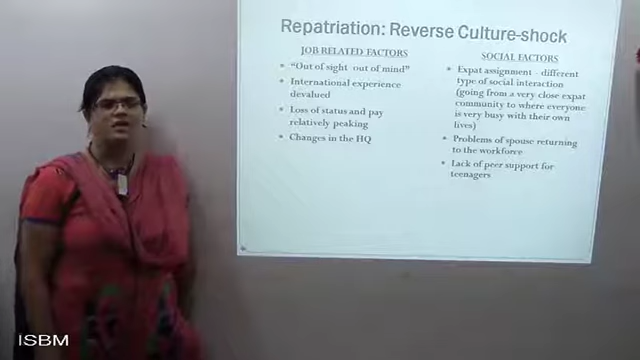 Repatriation: Reverse Culture-shock
JOB RELATED FACTORS
• "Out of sight out of mind"
• International experience
devalued
• Loss of status and pay
relatively peaking
• Changes in the HQ
SOCIAL FACTORS
• Expat assignment - different
type of social interaction
(going from a very close expat
community to where everyone
is very busy with their own
lives)
• Problems of spouse returning
to the workforce
• Lack of peer support for
teenagers
ISBM